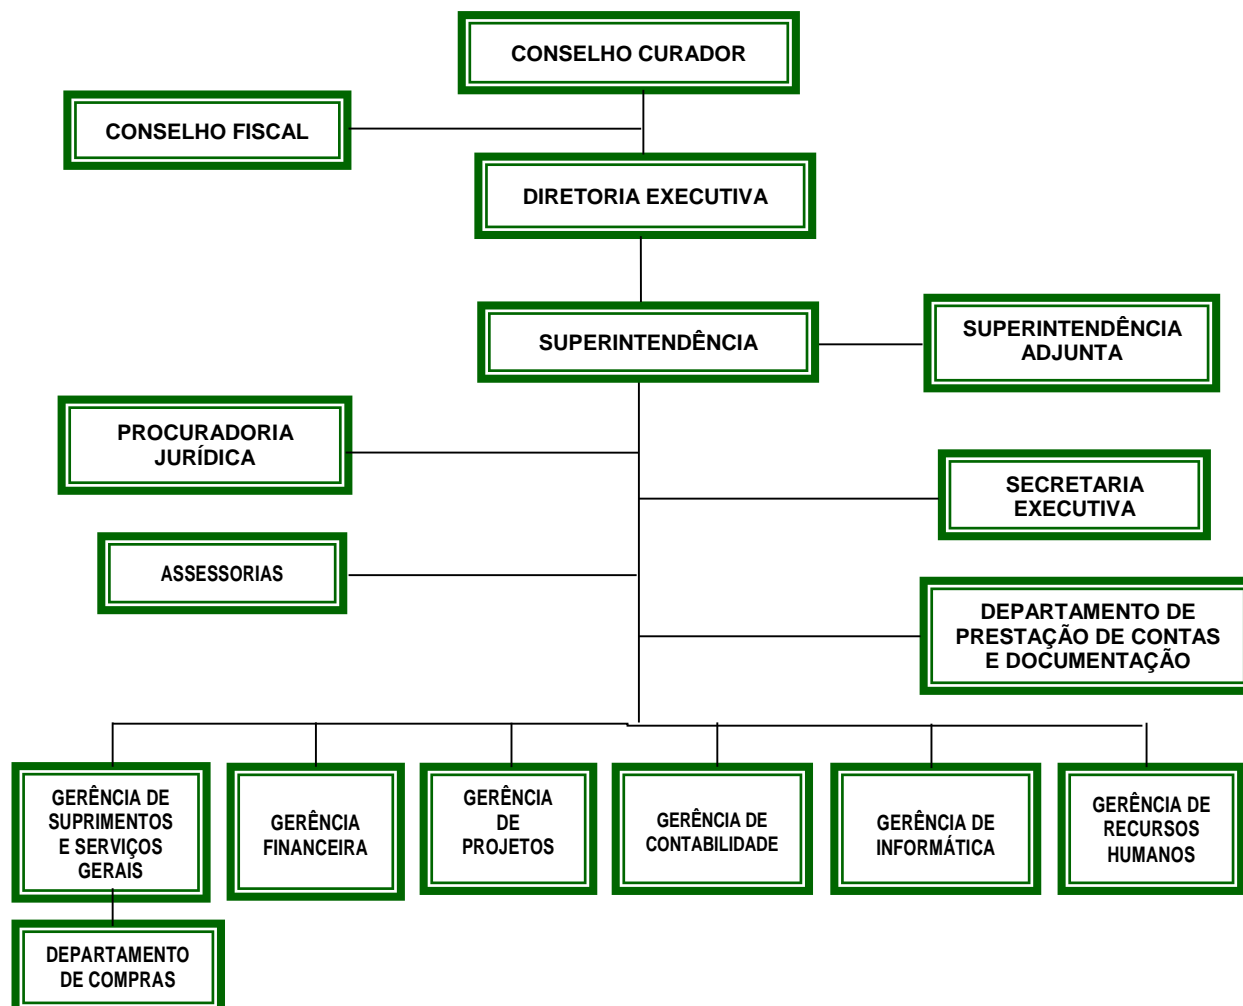 CONSELHO CURADOR
CONSELHO FISCAL
DIRETORIA EXECUTIVA
SUPERINTENDÊNCIA
SUPERINTENDÊNCIA
ADJUNTA
PROCURADORIA
JURÍDICA
SECRETARIA
EXECUTIVA
ASSESSORIAS
DEPARTAMENTO DE
PRESTAÇÃO DE CONTAS
E DOCUMENTAÇÃO
GERÊNCIA DE
SUPRIMENTOS
E SERVIÇOS
GERAIS
GERÊNCIA
FINANCEIRA
GERÊNCIA
DE
PROJETOS
GERÊNCIA DE
CONTABILIDADE
GERÊNCIA DE
INFORMÁTICA
GERÊNCIA DE
RECURSOS
HUMANOS
DEPARTAMENTO
DE COMPRAS